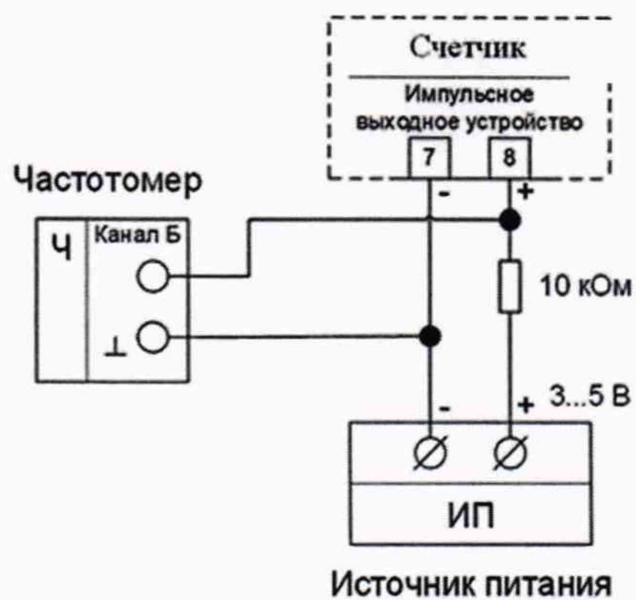 Счетчик
Импульсное
выходное устройство
7 8
- +
Частотомер
Ч Канал Б
⊥
10 кОм
- + 3...5 В
ИП
Источник питания